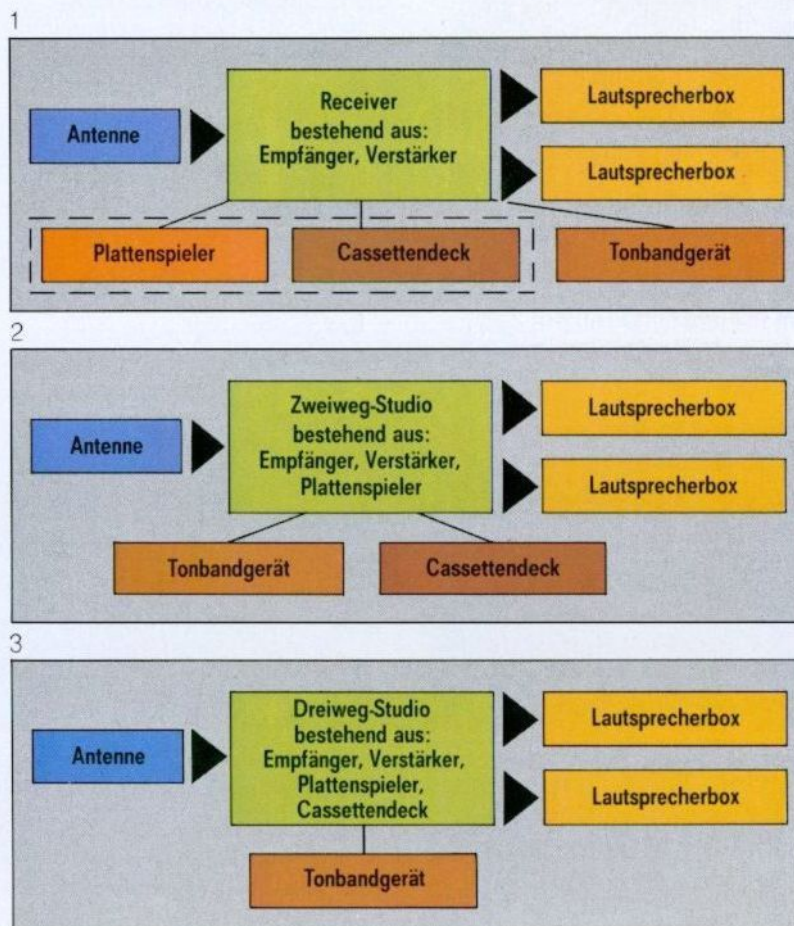 1
Antenne
Receiver
bestehend aus:
Empfänger, Verstärker
Lautsprecherbox
Lautsprecherbox
Plattenspieler
Cassettendeck
Tonbandgerät
2
Antenne
Zweiweg-Studio
bestehend aus:
Empfänger, Verstärker,
Plattenspieler
Lautsprecherbox
Lautsprecherbox
Tonbandgerät
Cassettendeck
3
Antenne
Dreiweg-Studio
bestehend aus:
Empfänger, Verstärker,
Plattenspieler,
Cassettendeck
Lautsprecherbox
Lautsprecherbox
Tonbandgerät